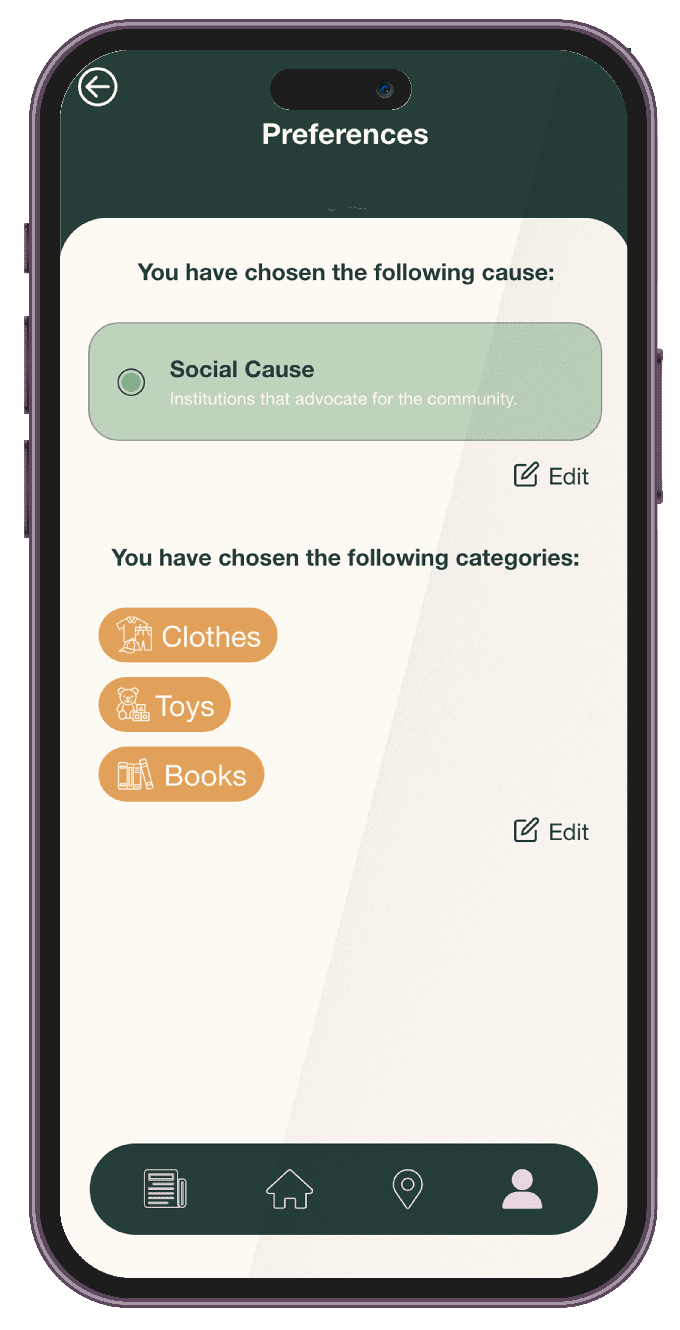 Preferences
You have chosen the following cause:
Social Cause
Institutions that advocate for the community.
Edit
You have chosen the following categories:
Clothes
Toys
Books
Edit